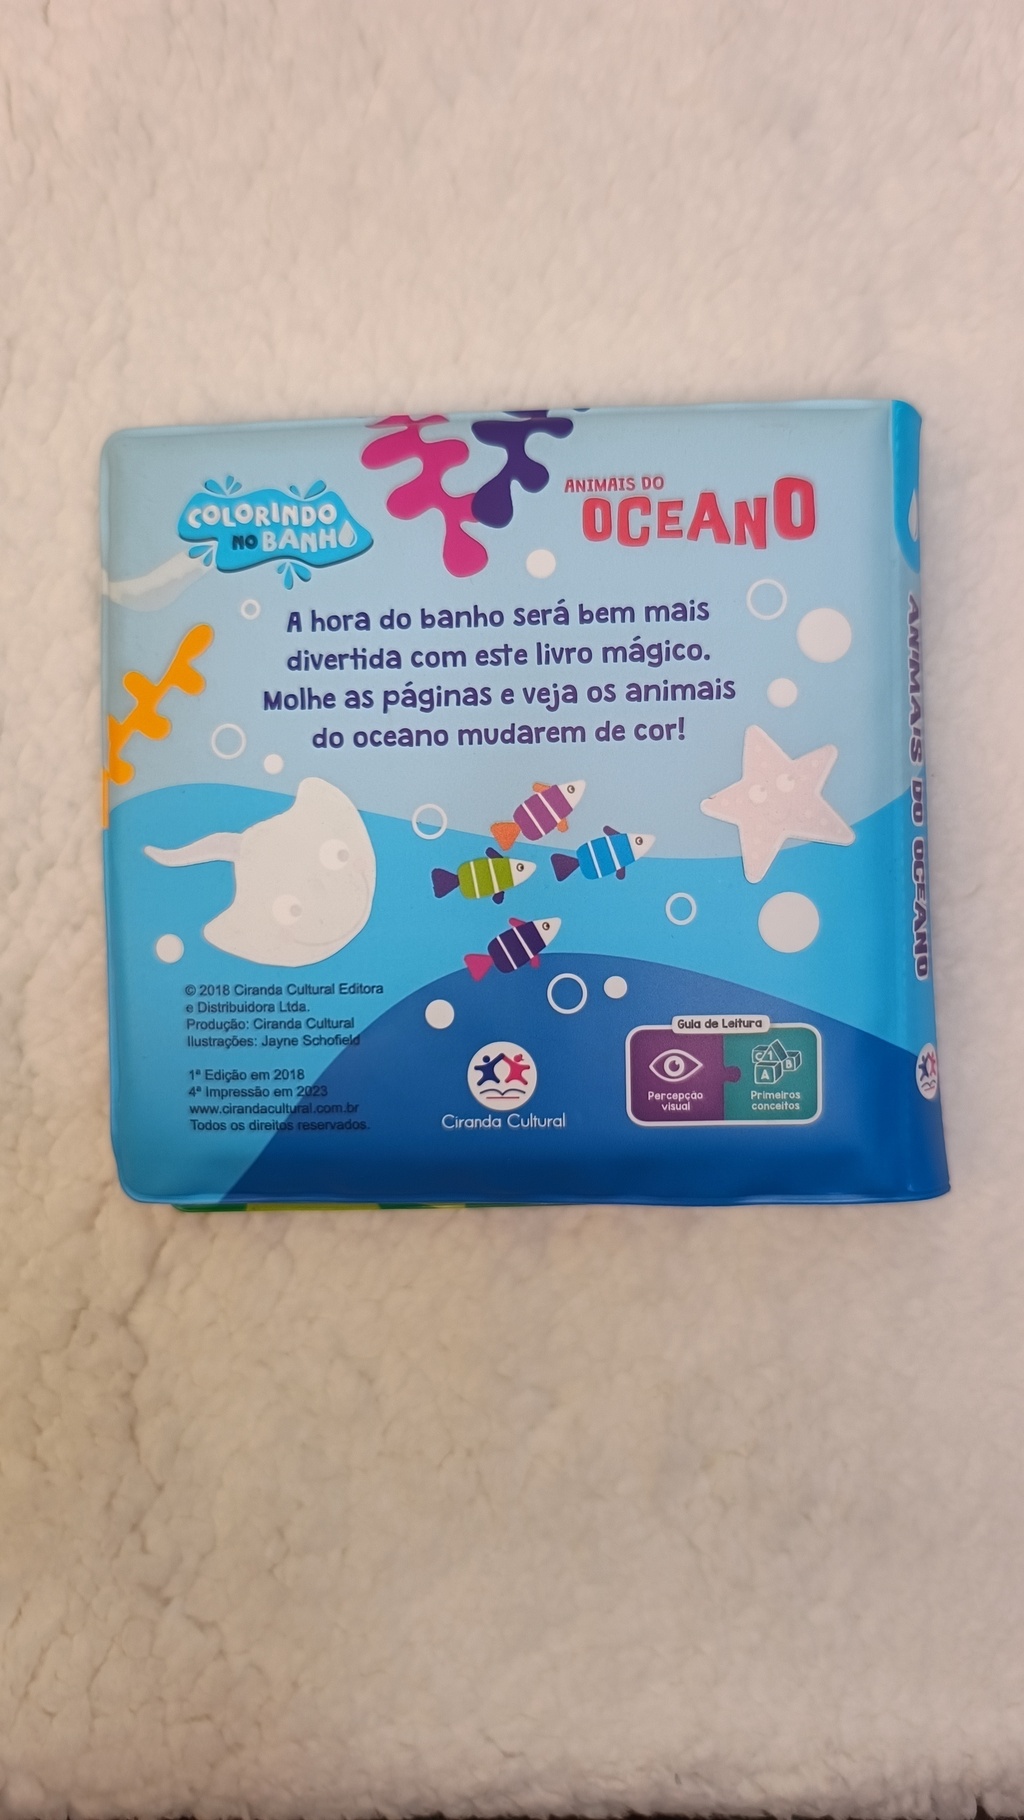 COLORINDO
NO BANHO
ANIMAIS DO
OCEANO
A hora do banho será bem mais
divertida com este livro mágico.
Molhe as páginas e veja os animais
do oceano mudarem de cor!
© 2018 Ciranda Cultural Editora
e Distribuidora Ltda.
Produção: Ciranda Cultural
Ilustrações: Jayne Schofield
1ª Edição em 2018
4ª Impressão em 2023
www.cirandacultural.com.br
Todos os direitos reservados.
Ciranda Cultural
Guia de Leitura
Percepção
visual
C 1 A B
Primeiros
conceitos
ANIMAIS DO OCEANO